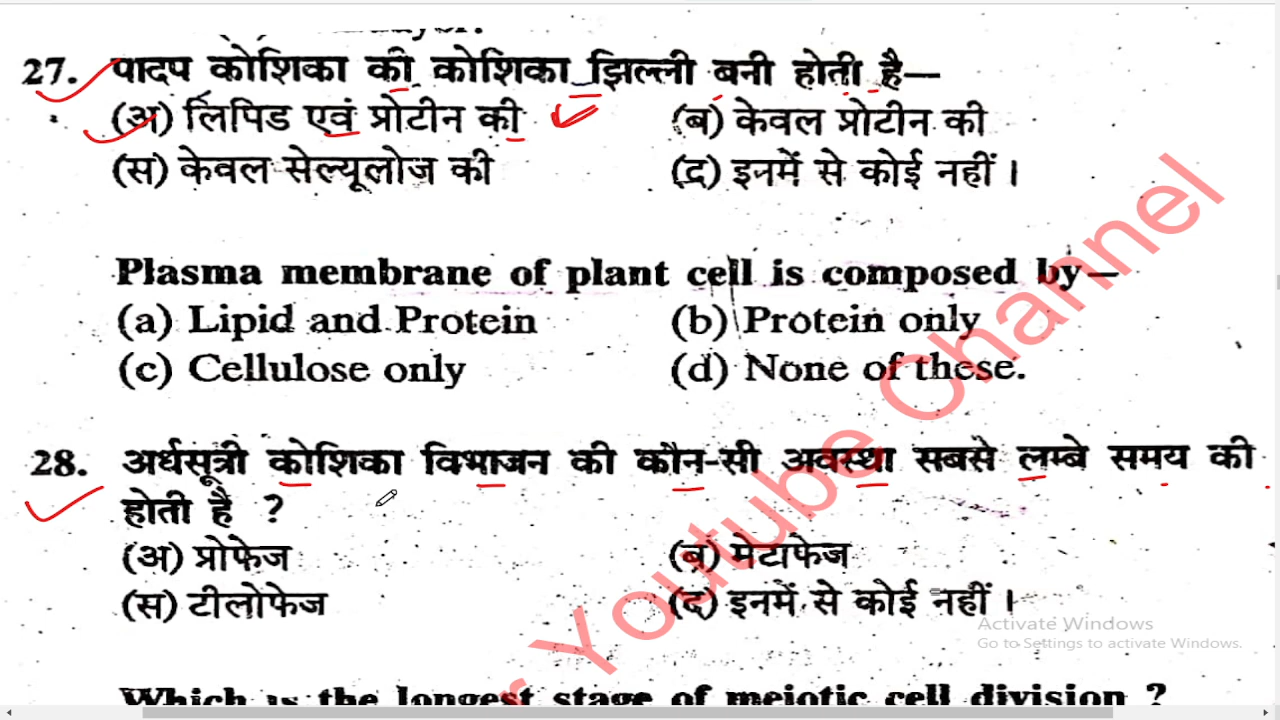 27. पादप कोशिका की कोशिका झिल्ली बनी होती है—
(अ) लिपिड एवं प्रोटीन की (ब) केवल प्रोटीन की
(स) केवल सेल्यूलोज की (द) इनमें से कोई नहीं।
Plasma membrane of plant cell is composed by—
(a) Lipid and Protein (b) Protein only
(c) Cellulose only (d) None of these.
28. अर्धसूत्री कोशिका विभाजन की कौन-सी अवस्था सबसे लम्बे समय की
होती है ?
(अ) प्रोफेज (ब) मेटाफेज
(स) टीलोफेज (द) इनमें से कोई नहीं।
Which is the longest stage of meiotic cell division ?
Youtube Channel
Activate Windows
Go to Settings to activate Windows.